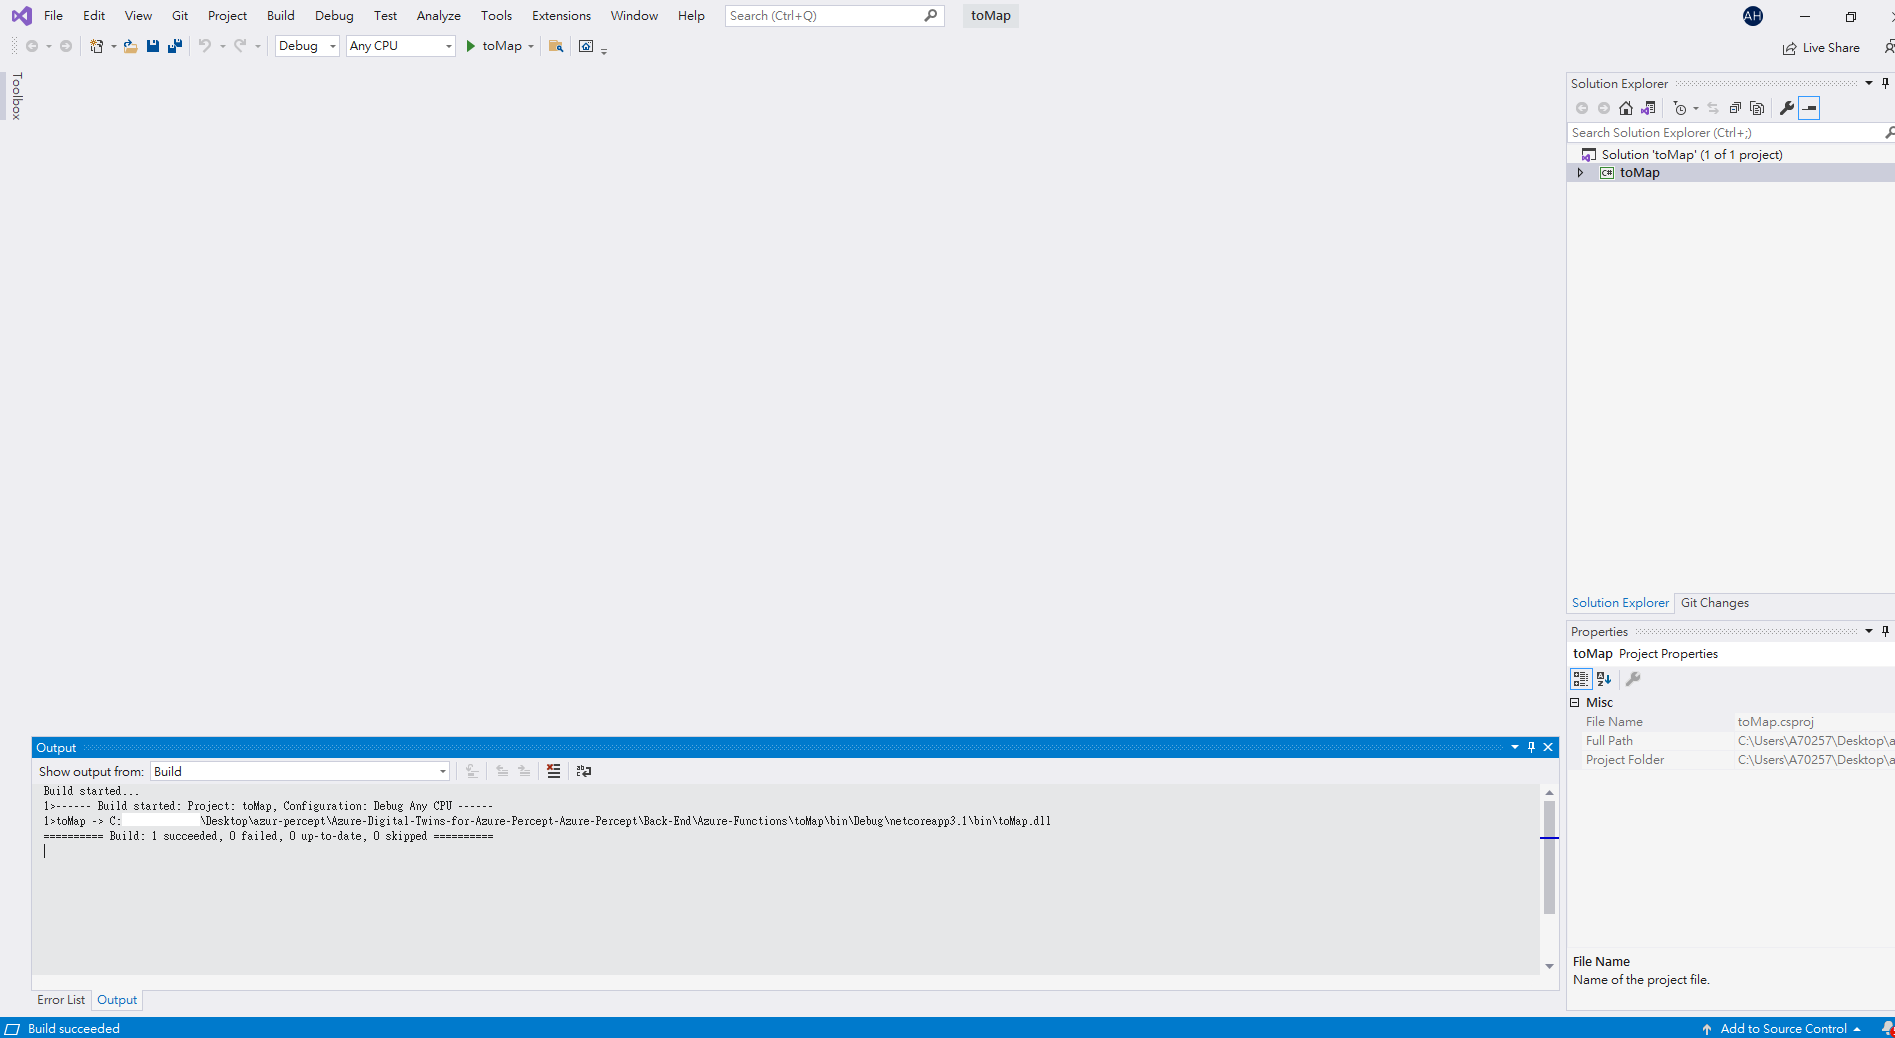 File Edit View Git Project Build Debug Test Analyze Tools Extensions Window Help Search (Ctrl+Q) toMap AH
Debug Any CPU toMap Live Share
Toolbox
Solution Explorer
Search Solution Explorer (Ctrl+;)
Solution 'toMap' (1 of 1 project)
C# toMap
Solution Explorer Git Changes
Properties
toMap Project Properties
Misc
File Name toMap.csproj
Full Path C:\Users\A70257\Desktop\a
Project Folder C:\Users\A70257\Desktop\a
File Name
Name of the project file.
Output
Show output from: Build
Build started...
1>------ Build started: Project: toMap, Configuration: Debug Any CPU ------
1>toMap -> C: \Desktop\azur-percept\Azure-Digital-Twins-for-Azure-Percept-Azure-Percept\Back-End\Azure-Functions\toMap\bin\Debug\netcoreapp3.1\bin\toMap.dll
========== Build: 1 succeeded, 0 failed, 0 up-to-date, 0 skipped ==========
Error List Output
Build succeeded Add to Source Control